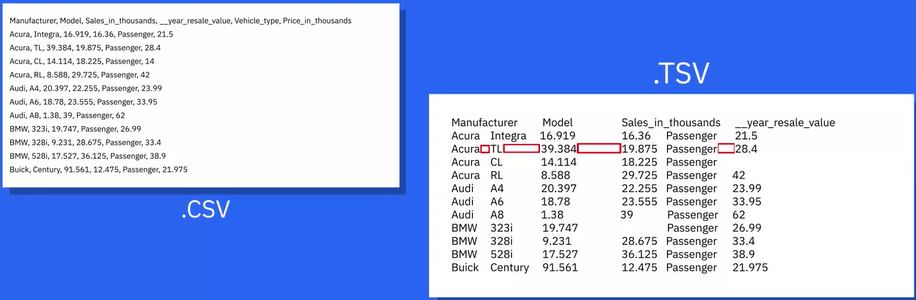 Manufacturer, Model, Sales_in_thousands, __year_resale_value, Vehicle_type, Price_in_thousands
Acura, Integra, 16.919, 16.36, Passenger, 21.5
Acura, TL, 39.384, 19.875, Passenger, 28.4
Acura, CL, 14.114, 18.225, Passenger, 14
Acura, RL, 8.588, 29.725, Passenger, 42
Audi, A4, 20.397, 22.255, Passenger, 23.99
Audi, A6, 18.78, 23.555, Passenger, 33.95
Audi, A8, 1.38, 39, Passenger, 62
BMW, 323i, 19.747, Passenger, 26.99
BMW, 328i, 9.231, 28.675, Passenger, 33.4
BMW, 528i, 17.527, 36.125, Passenger, 38.9
Buick, Century, 91.561, 12.475, Passenger, 21.975
.CSV
.TSV
Manufacturer Model Sales_in_thousands __year_resale_value
Acura Integra 16.919 16.36 Passenger 21.5
Acura TL 39.384 19.875 Passenger 28.4
Acura CL 14.114 18.225 Passenger
Acura RL 8.588 29.725 Passenger 42
Audi A4 20.397 22.255 Passenger 23.99
Audi A6 18.78 23.555 Passenger 33.95
Audi A8 1.38 39 Passenger 62
BMW 323i 19.747 Passenger 26.99
BMW 328i 9.231 28.675 Passenger 33.4
BMW 528i 17.527 36.125 Passenger 38.9
Buick Century 91.561 12.475 Passenger 21.975